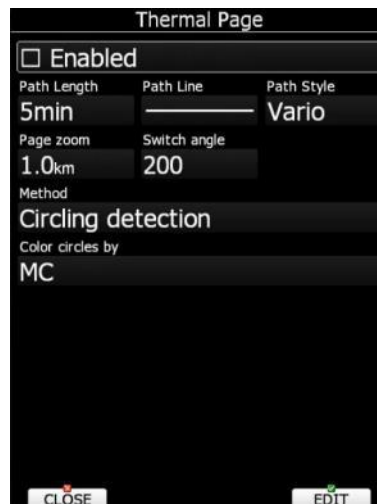 Thermal Page
Enabled
Path Length Path Line Path Style
5min Vario
Page zoom Switch angle
1.0km 200
Method
Circling detection
Color circles by
MC
CLOSE EDIT